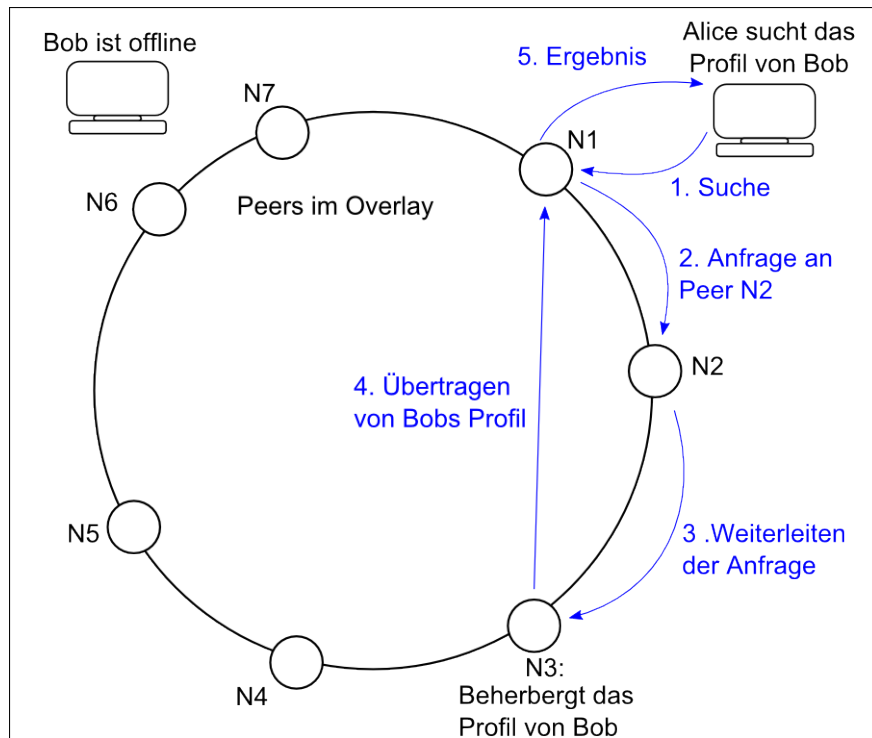 Bob ist offline
Alice sucht das
Profil von Bob
5. Ergebnis
N7
N1
1. Suche
N6
Peers im Overlay
2. Anfrage an
Peer N2
N2
4. Übertragen
von Bobs Profil
N5
3 .Weiterleiten
der Anfrage
N4
N3:
Beherbergt das
Profil von Bob